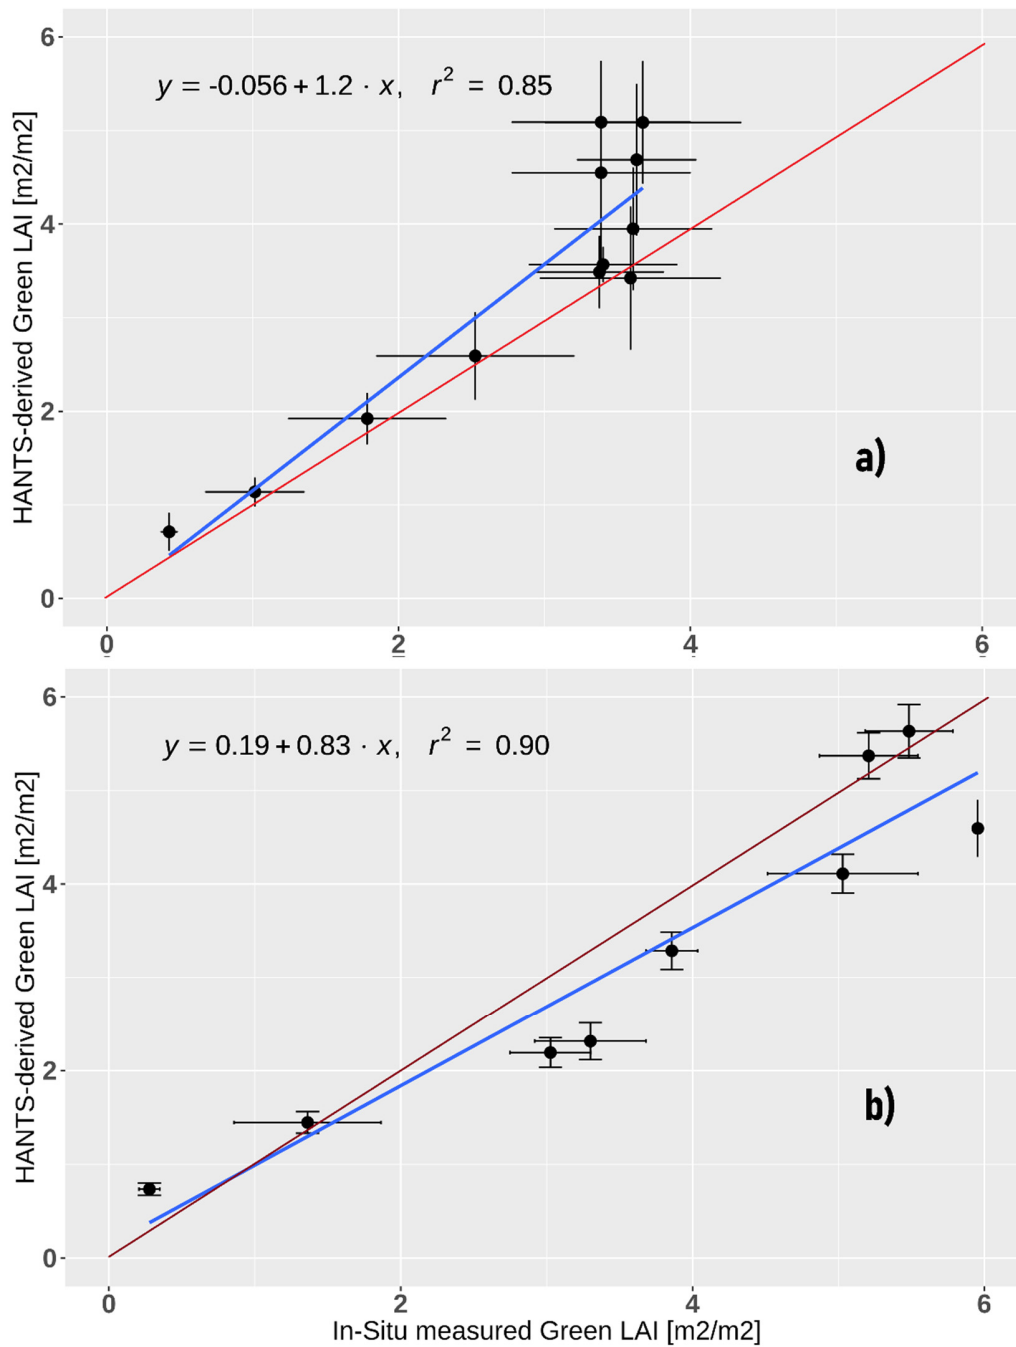 6
y = -0.056 + 1.2 · x, r2 = 0.85
4
HANTS-derived Green LAI [m2/m2]
a)
2
0
0 2 4 6
6
y = 0.19 + 0.83 · x, r2 = 0.90
4
HANTS-derived Green LAI [m2/m2]
2
b)
0
0 2 4 6
In-Situ measured Green LAI [m2/m2]